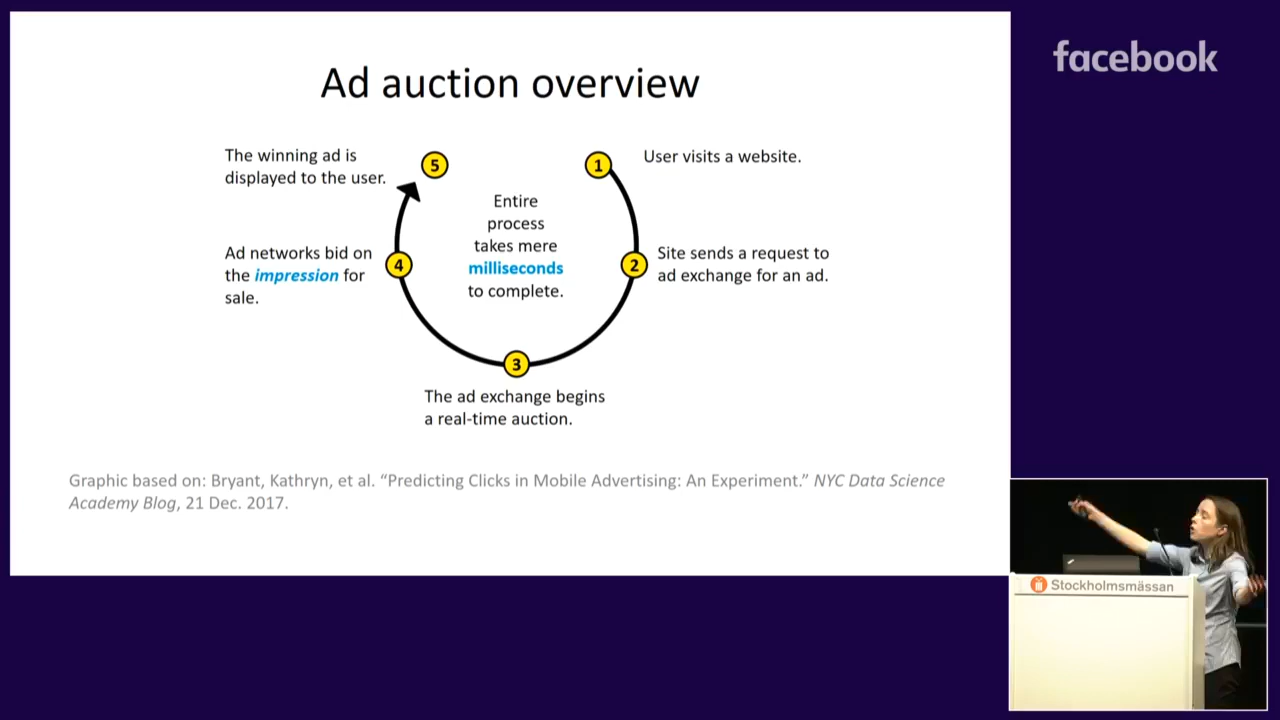 Ad auction overview
facebook
The winning ad is
displayed to the user.
5
1
User visits a website.
Entire
process
takes mere
milliseconds
to complete.
Ad networks bid on
the impression for
sale.
4
2
Site sends a request to
ad exchange for an ad.
3
The ad exchange begins
a real-time auction.
Graphic based on: Bryant, Kathryn, et al. “Predicting Clicks in Mobile Advertising: An Experiment.” NYC Data Science
Academy Blog, 21 Dec. 2017.
Stockholmsmässan